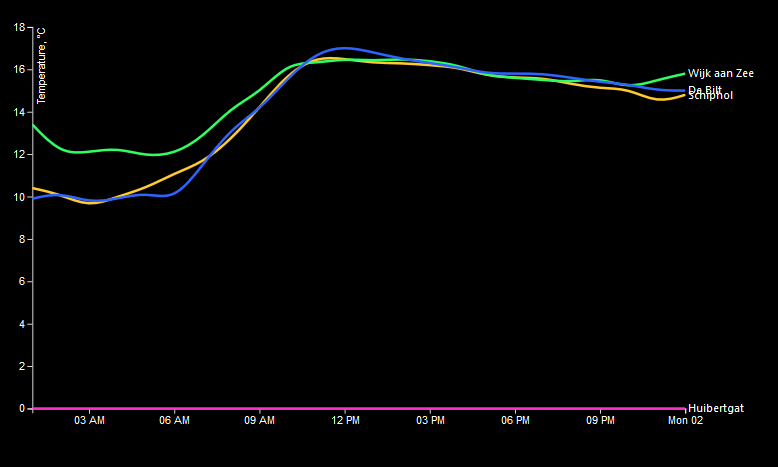 18
16
14
12
10
8
6
4
2
0
Temperature, ºC
Wijk aan Zee
De Bilt
Schiphol
Huibertgat
03 AM
06 AM
09 AM
12 PM
03 PM
06 PM
09 PM
Mon 02